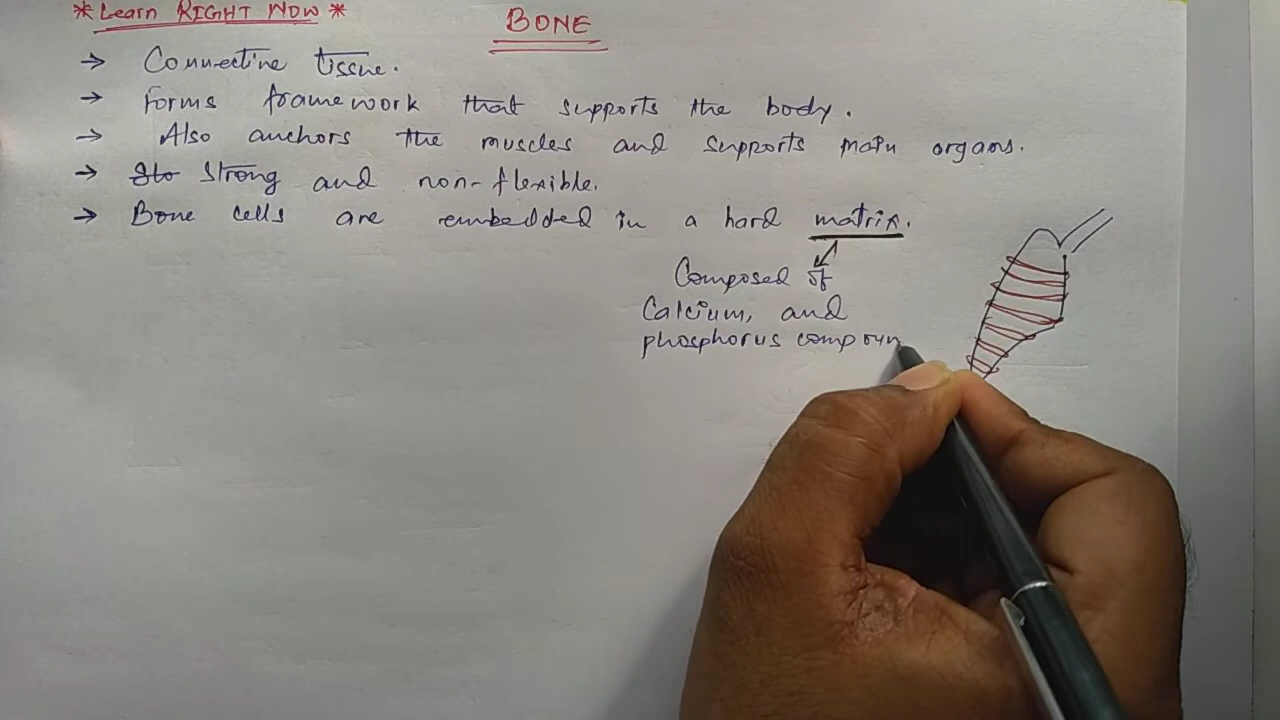 *Learn RIGHT NOW*
BONE
→ Connective tissue.
→ Forms framework that supports the body.
→ Also anchors the muscles and supports main organs.
→ Sto Strong and non-flexible.
→ Bone cells are embedded in a hard matrix.
Composed of
Calcium, and
phosphorus compoun